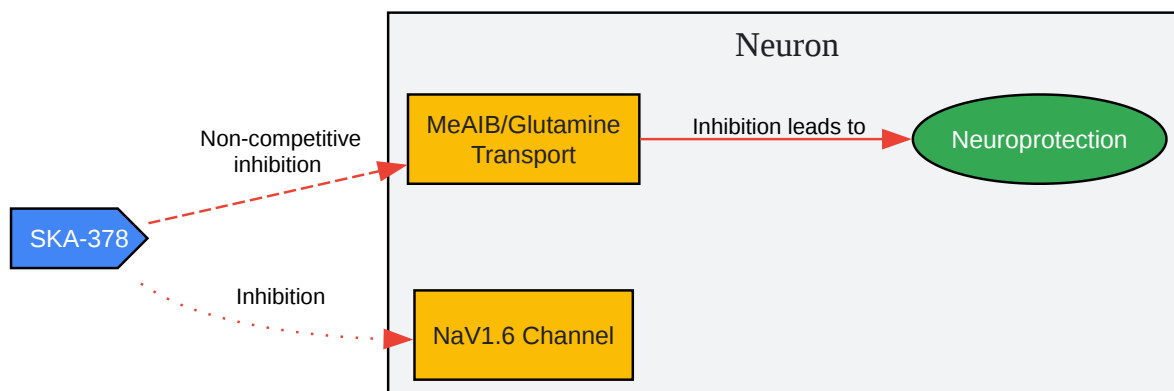 Neuron
Non-competitive
inhibition
MeAIB/Glutamine
Transport
Inhibition leads to
Neuroprotection
SKA-378
Inhibition
NaV1.6 Channel